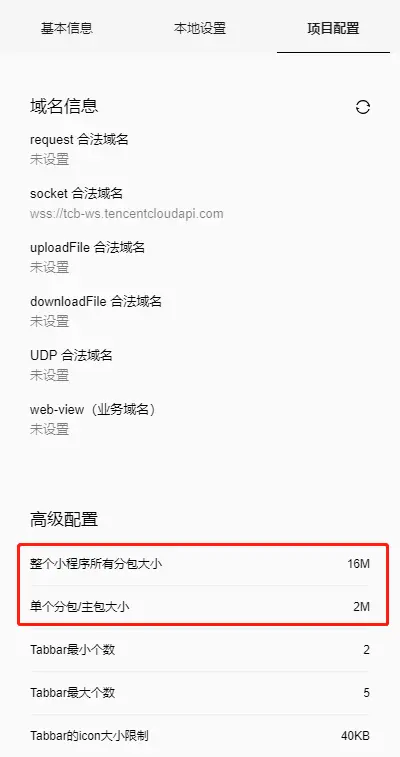 基本信息 本地设置 项目配置
域名信息
request 合法域名
未设置
socket 合法域名
wss://tcb-ws.tencentcloudapi.com
uploadFile 合法域名
未设置
downloadFile 合法域名
未设置
UDP 合法域名
未设置
web-view（业务域名）
未设置
高级配置
整个小程序所有分包大小 16M
单个分包/主包大小 2M
Tabbar最小个数 2
Tabbar最大个数 5
Tabbar的icon大小限制 40KB